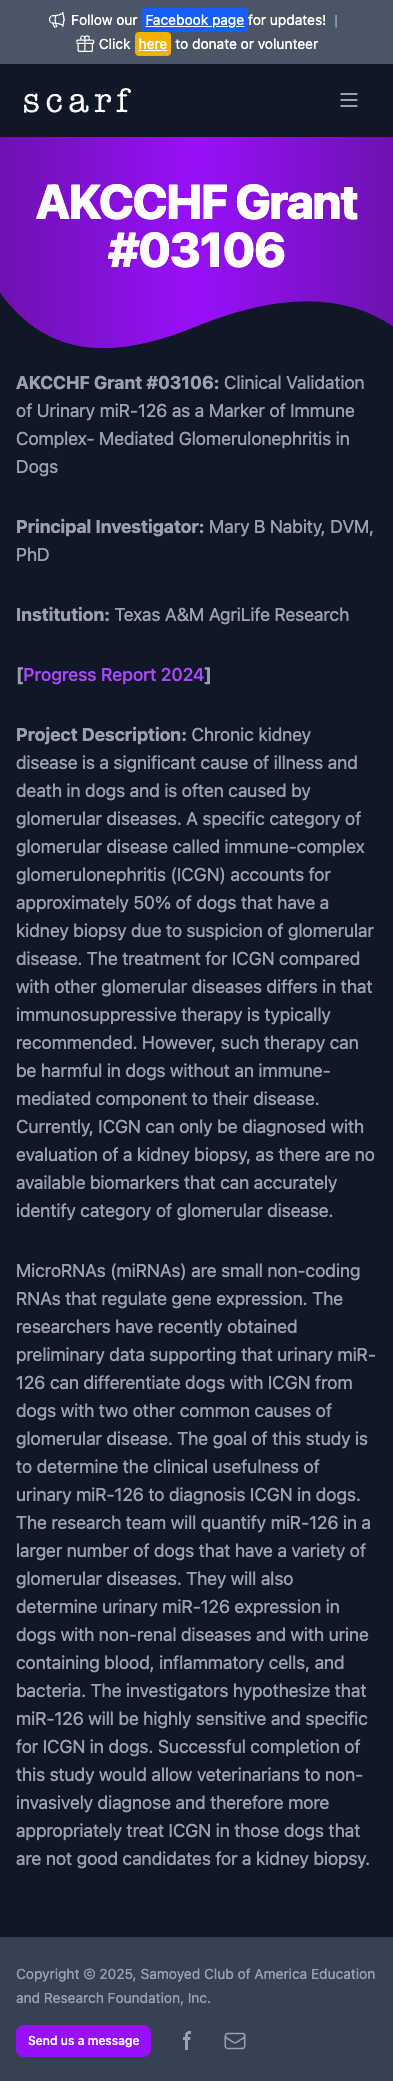 Follow our Facebook page for updates! |
Click here to donate or volunteer
scarf
AKCCHF Grant
#03106
AKCCHF Grant #03106: Clinical Validation
of Urinary miR-126 as a Marker of Immune
Complex- Mediated Glomerulonephritis in
Dogs
Principal Investigator: Mary B Nabity, DVM,
PhD
Institution: Texas A&M AgriLife Research
[Progress Report 2024]
Project Description: Chronic kidney
disease is a significant cause of illness and
death in dogs and is often caused by
glomerular diseases. A specific category of
glomerular disease called immune-complex
glomerulonephritis (ICGN) accounts for
approximately 50% of dogs that have a
kidney biopsy due to suspicion of glomerular
disease. The treatment for ICGN compared
with other glomerular diseases differs in that
immunosuppressive therapy is typically
recommended. However, such therapy can
be harmful in dogs without an immune-
mediated component to their disease.
Currently, ICGN can only be diagnosed with
evaluation of a kidney biopsy, as there are no
available biomarkers that can accurately
identify category of glomerular disease.
MicroRNAs (miRNAs) are small non-coding
RNAs that regulate gene expression. The
researchers have recently obtained
preliminary data supporting that urinary miR-
126 can differentiate dogs with ICGN from
dogs with two other common causes of
glomerular disease. The goal of this study is
to determine the clinical usefulness of
urinary miR-126 to diagnosis ICGN in dogs.
The research team will quantify miR-126 in a
larger number of dogs that have a variety of
glomerular diseases. They will also
determine urinary miR-126 expression in
dogs with non-renal diseases and with urine
containing blood, inflammatory cells, and
bacteria. The investigators hypothesize that
miR-126 will be highly sensitive and specific
for ICGN in dogs. Successful completion of
this study would allow veterinarians to non-
invasively diagnose and therefore more
appropriately treat ICGN in those dogs that
are not good candidates for a kidney biopsy.
Copyright © 2025, Samoyed Club of America Education
and Research Foundation, Inc.
Send us a message